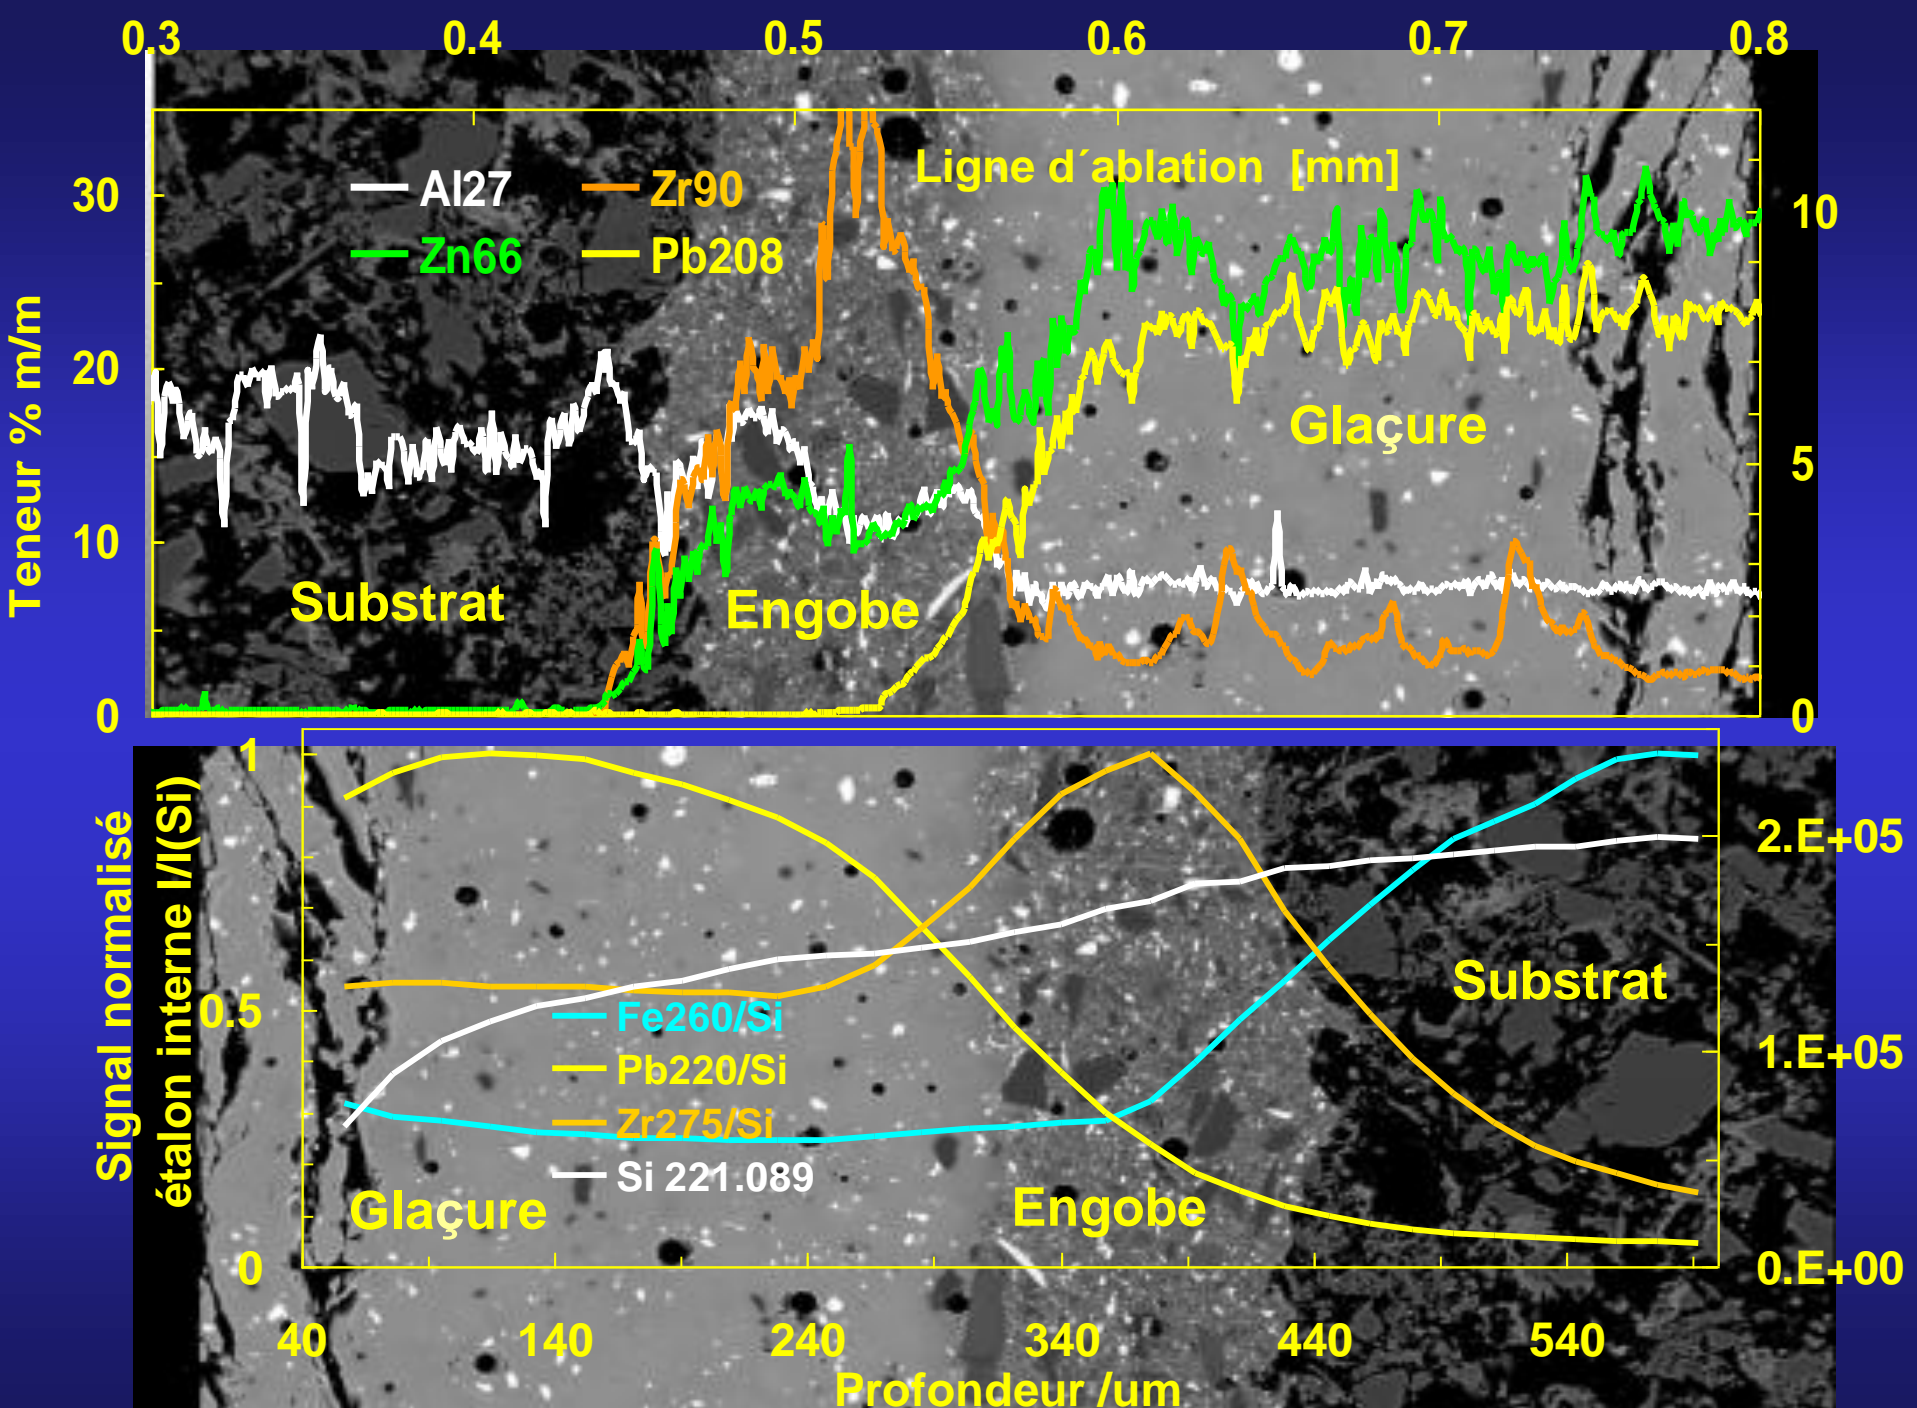 0.3 0.4 0.5 0.6 0.7 0.8
Ligne d´ablation [mm]
Al27 Zr90
Zn66 Pb208
30
20
10
0
Teneur % m/m
10
5
0
Substrat
Engobe
Glaçure
1
0.5
0
Signal normalisé
étalon interne I/I(Si)
2.E+05
1.E+05
0.E+00
Fe260/Si
Pb220/Si
Zr275/Si
Si 221.089
Glaçure
Engobe
Substrat
40 140 240 340 440 540
Profondeur /um